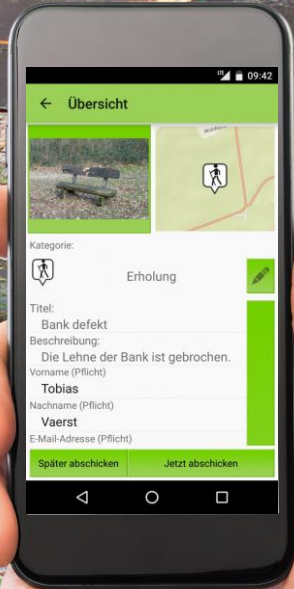 LTE 09:42
Übersicht
Kategorie:
Erholung
Titel:
Bank defekt
Beschreibung:
Die Lehne der Bank ist gebrochen.
Vorname (Pflicht)
Tobias
Nachname (Pflicht)
Vaerst
E-Mail-Adresse (Pflicht)
Später abschicken Jetzt abschicken